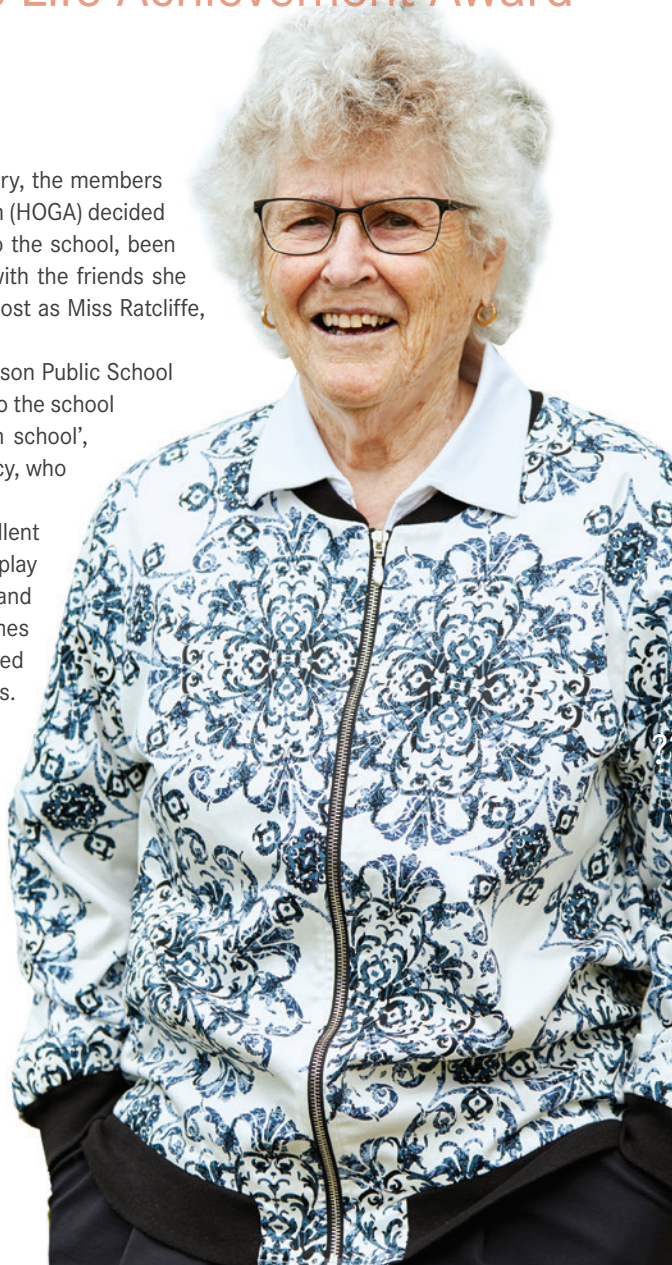 Life Achievement Award
ry, the members
(HOGA) decided
the school, been
with the friends she
ost as Miss Ratcliffe,
son Public School
o the school
school’,
cy, who
llent
play
and
nes
ed
s.